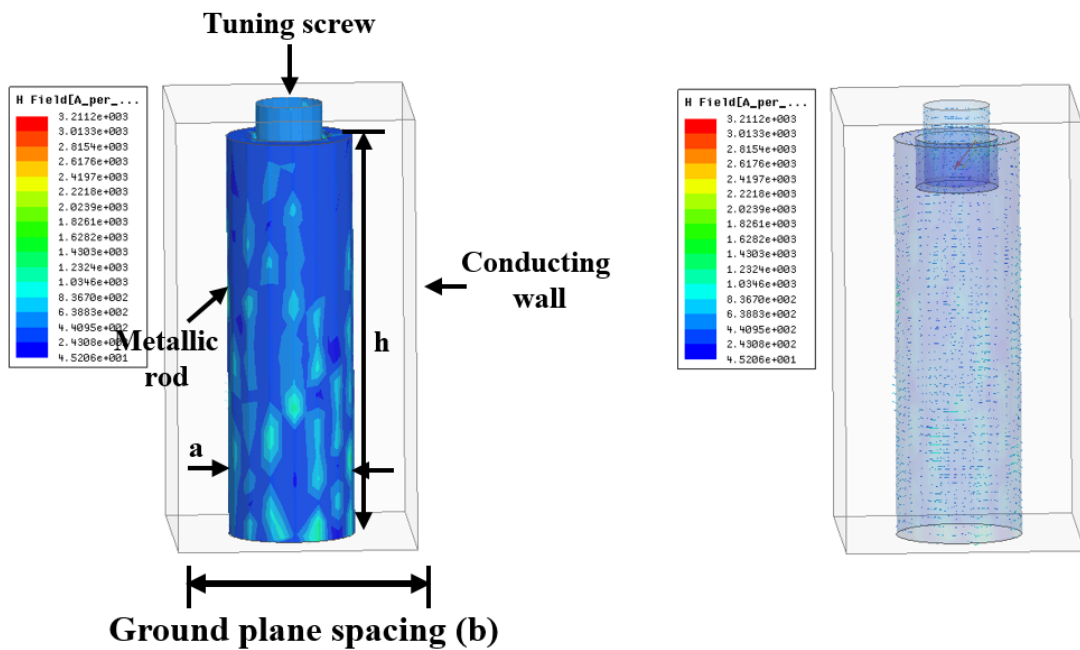 Tuning screw
H Field[A_per_...
3.2112e+003
3.0133e+003
2.8154e+003
2.6176e+003
2.4197e+003
2.2218e+003
2.0239e+003
1.8261e+003
1.6282e+003
1.4303e+003
1.2324e+003
1.0346e+003
8.3670e+002
6.3883e+002
4.4095e+002
2.4308e+002
4.5206e+001
Metallic
rod
a
h
Conducting
wall
Ground plane spacing (b)
H Field[A_per_...
3.2112e+003
3.0133e+003
2.8154e+003
2.6176e+003
2.4197e+003
2.2218e+003
2.0239e+003
1.8261e+003
1.6282e+003
1.4303e+003
1.2324e+003
1.0346e+003
8.3670e+002
6.3883e+002
4.4095e+002
2.4308e+002
4.5206e+001